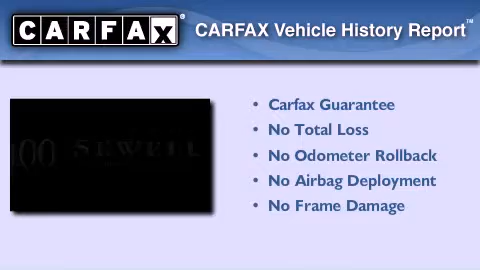 CARFAX® CARFAX Vehicle History Report™
• Carfax Guarantee
• No Total Loss
• No Odometer Rollback
• No Airbag Deployment
• No Frame Damage
00 SEWELL